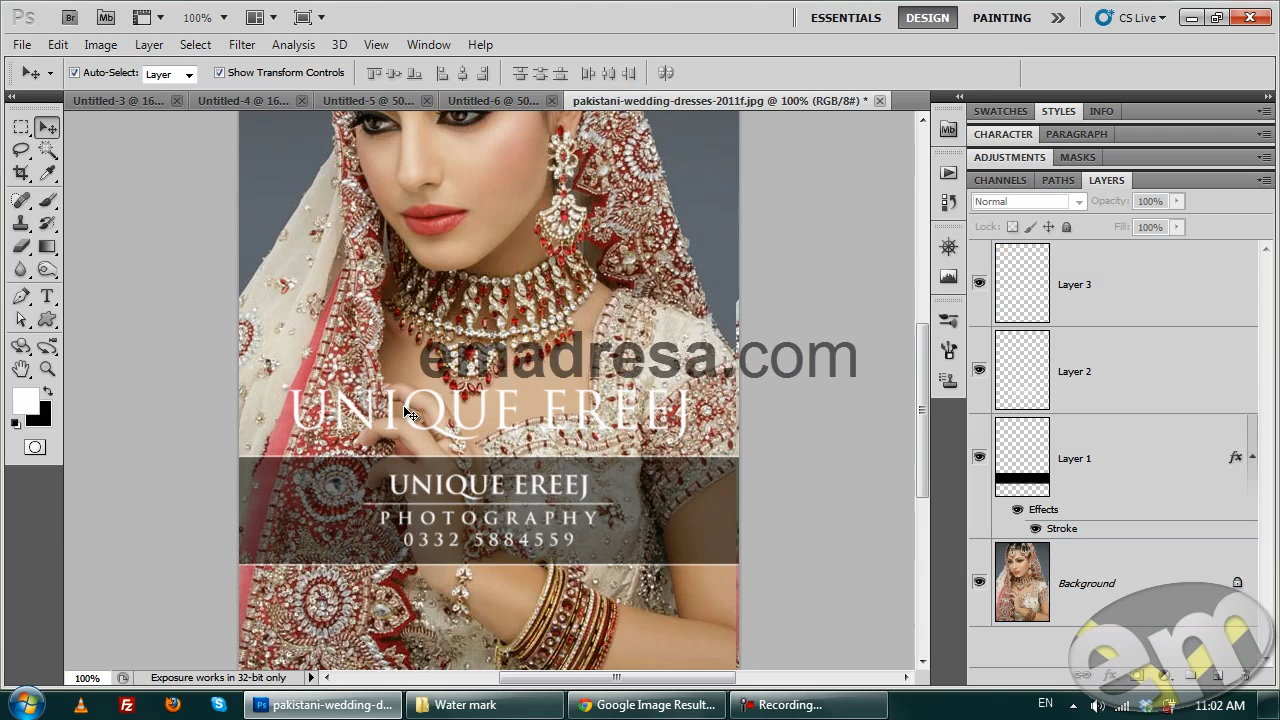 Ps Br Mb 100% ESSENTIALS DESIGN PAINTING CS Live
File Edit Image Layer Select Filter Analysis 3D View Window Help
Auto-Select: Layer Show Transform Controls
Untitled-3 @ 16... Untitled-4 @ 16... Untitled-5 @ 50... Untitled-6 @ 50... pakistani-wedding-dresses-2011f.jpg @ 100% (RGB/8#) *
SWATCHES STYLES INFO
CHARACTER PARAGRAPH
ADJUSTMENTS MASKS
CHANNELS PATHS LAYERS
Normal Opacity: 100%
Lock: Fill: 100%
Layer 3
Layer 2
Layer 1 fx
Effects
Stroke
Background
Mb
emadresa.com
UNIQUE EREEJ
UNIQUE EREEJ
PHOTOGRAPHY
0332 5884559
em
100% Exposure works in 32-bit only
pakistani-wedding-d... Water mark Google Image Result... Recording... EN 11:02 AM